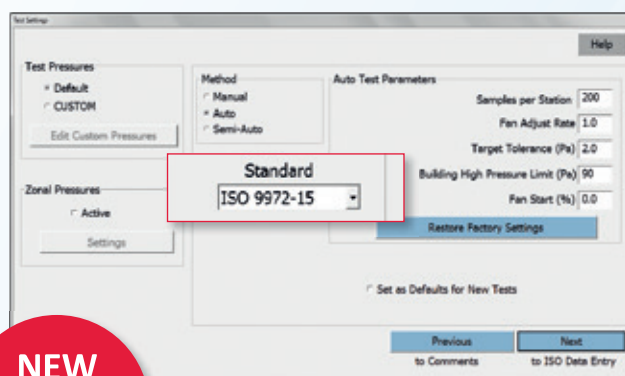 Test Settings
Help
Test Pressures
Default
CUSTOM
Edit Custom Pressures
Zonal Pressures
Active
Settings
Method
Manual
Auto
Semi-Auto
Standard
ISO 9972-15
Auto Test Parameters
Samples per Station 200
Fan Adjust Rate 1.0
Target Tolerance (Pa) 2.0
Building High Pressure Limit (Pa) 90
Fan Start (%) 0.0
Restore Factory Settings
Set as Defaults for New Tests
Previous
to Comments
Next
to ISO Data Entry
NEW